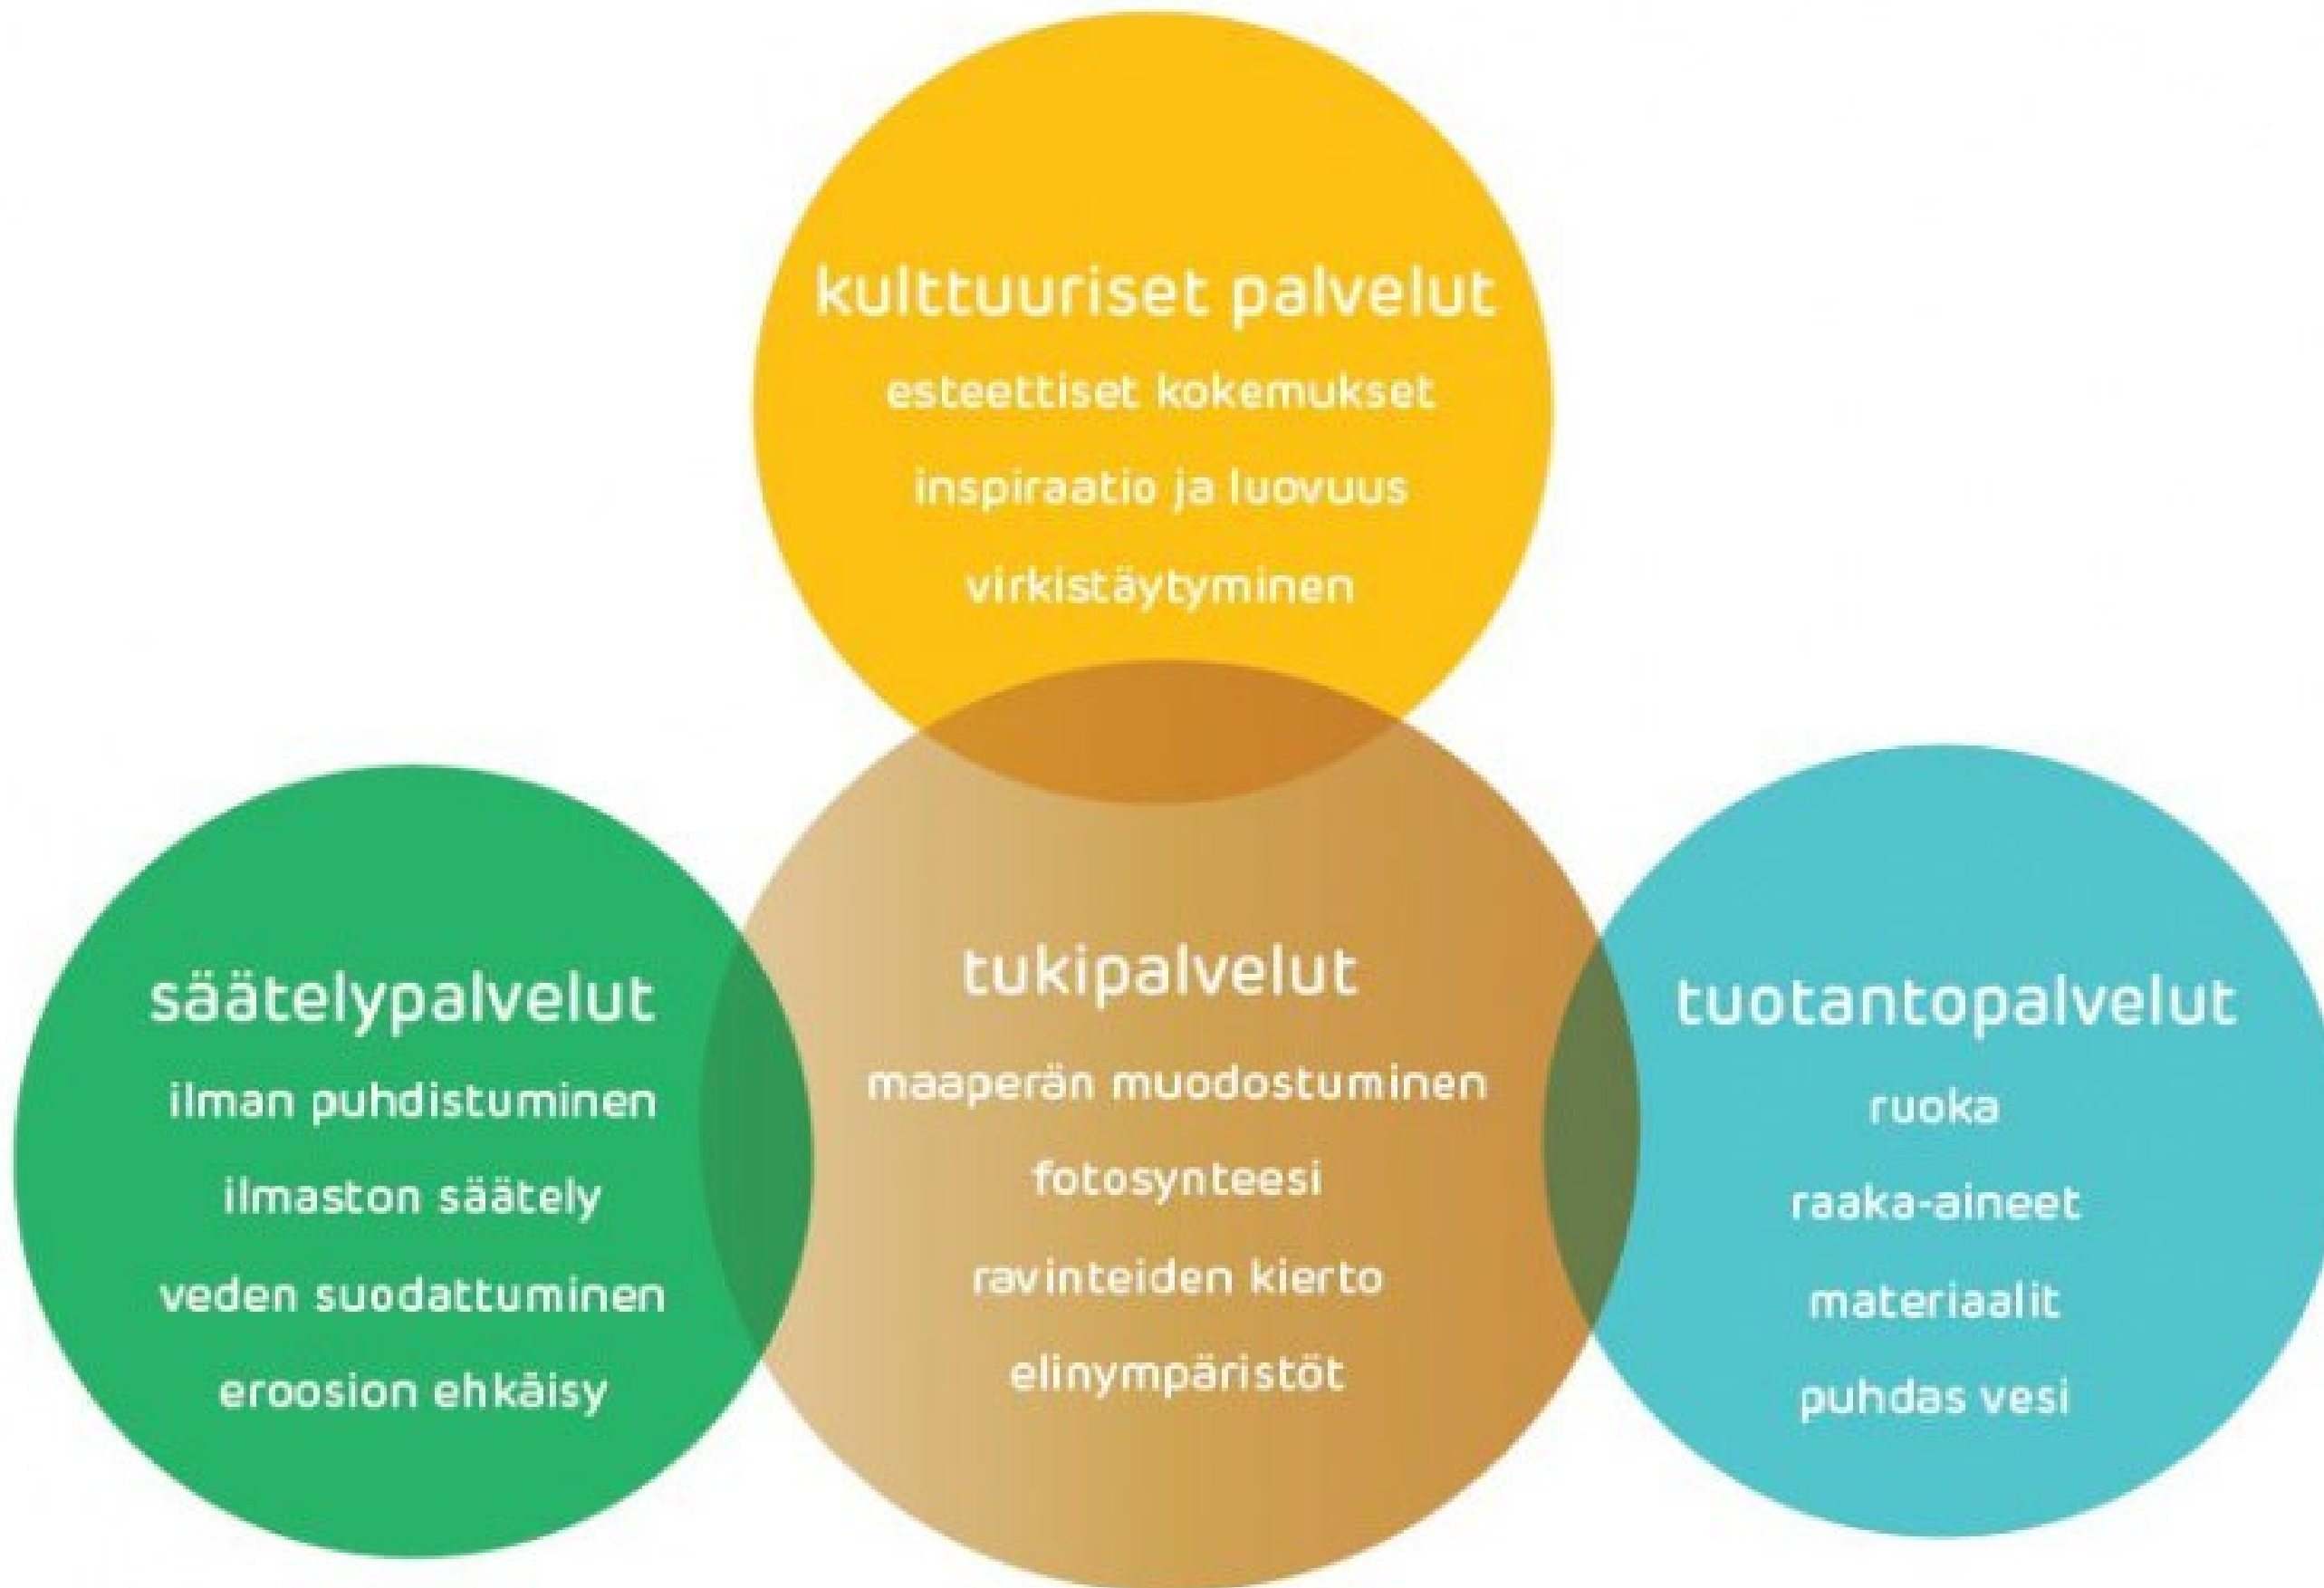 kulttuuriset palvelut
esteettiset kokemukset
inspiraatio ja luovuus
virkistäytyminen
säätelypalvelut
ilman puhdistuminen
ilmaston säätely
veden suodattuminen
eroosion ehkäisy
tukipalvelut
maaperän muodostuminen
fotosynteesi
ravinteiden kierto
elinympäristöt
tuotantopalvelut
ruoka
raaka-aineet
materiaalit
puhdas vesi